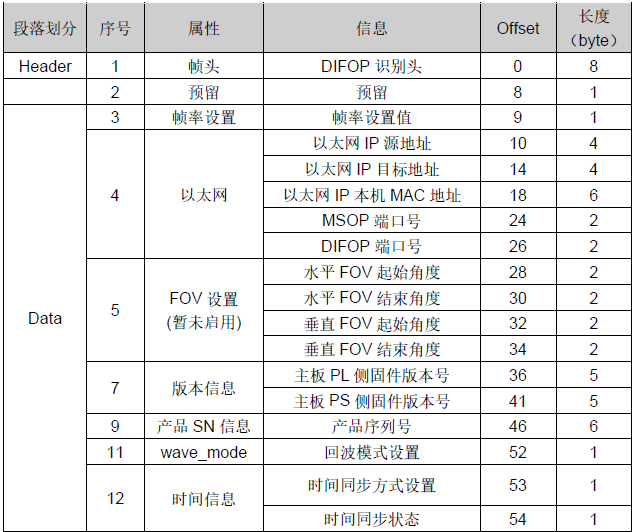 段落划分 序号 属性 信息 Offset 长度（byte）
Header 1 帧头 DIFOP 识别头 0 8
2 预留 预留 8 1
Data
3 帧率设置 帧率设置值 9 1
4 以太网
以太网 IP 源地址 10 4
以太网 IP 目标地址 14 4
以太网 IP 本机 MAC 地址 18 6
MSOP 端口号 24 2
DIFOP 端口号 26 2
5 FOV 设置
(暂未启用)
水平 FOV 起始角度 28 2
水平 FOV 结束角度 30 2
垂直 FOV 起始角度 32 2
垂直 FOV 结束角度 34 2
7 版本信息
主板 PL 侧固件版本号 36 5
主板 PS 侧固件版本号 41 5
9 产品 SN 信息 产品序列号 46 6
11 wave_mode 回波模式设置 52 1
12 时间信息
时间同步方式设置 53 1
时间同步状态 54 1